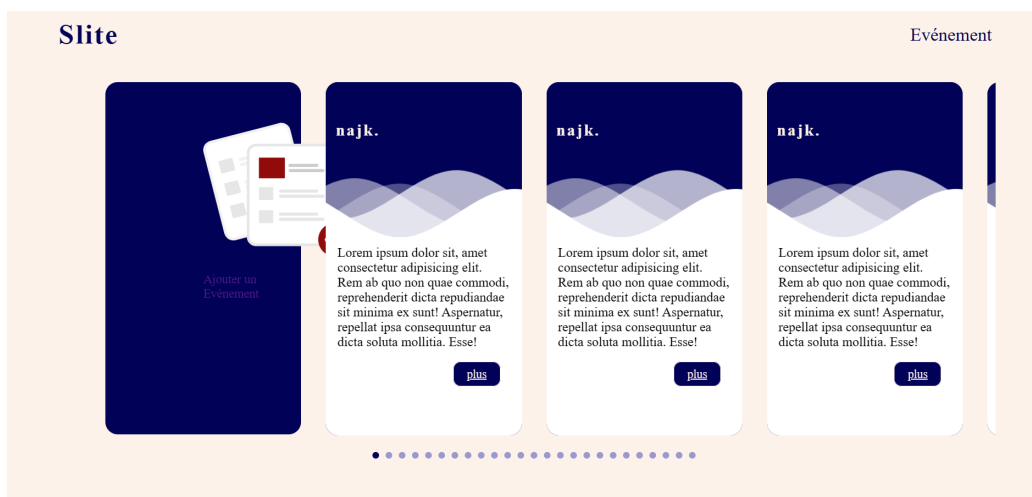 Slite
Evénement
Ajouter un
Evénement
najk.
Lorem ipsum dolor sit, amet
consectetur adipisicing elit.
Rem ab quo non quae commodi,
reprehenderit dicta repudiandae
sit minima ex sunt! Aspernatur,
repellat ipsa consequuntur ea
dicta soluta mollitia. Esse!
plus
najk.
Lorem ipsum dolor sit, amet
consectetur adipisicing elit.
Rem ab quo non quae commodi,
reprehenderit dicta repudiandae
sit minima ex sunt! Aspernatur,
repellat ipsa consequuntur ea
dicta soluta mollitia. Esse!
plus
najk.
Lorem ipsum dolor sit, amet
consectetur adipisicing elit.
Rem ab quo non quae commodi,
reprehenderit dicta repudiandae
sit minima ex sunt! Aspernatur,
repellat ipsa consequuntur ea
dicta soluta mollitia. Esse!
plus